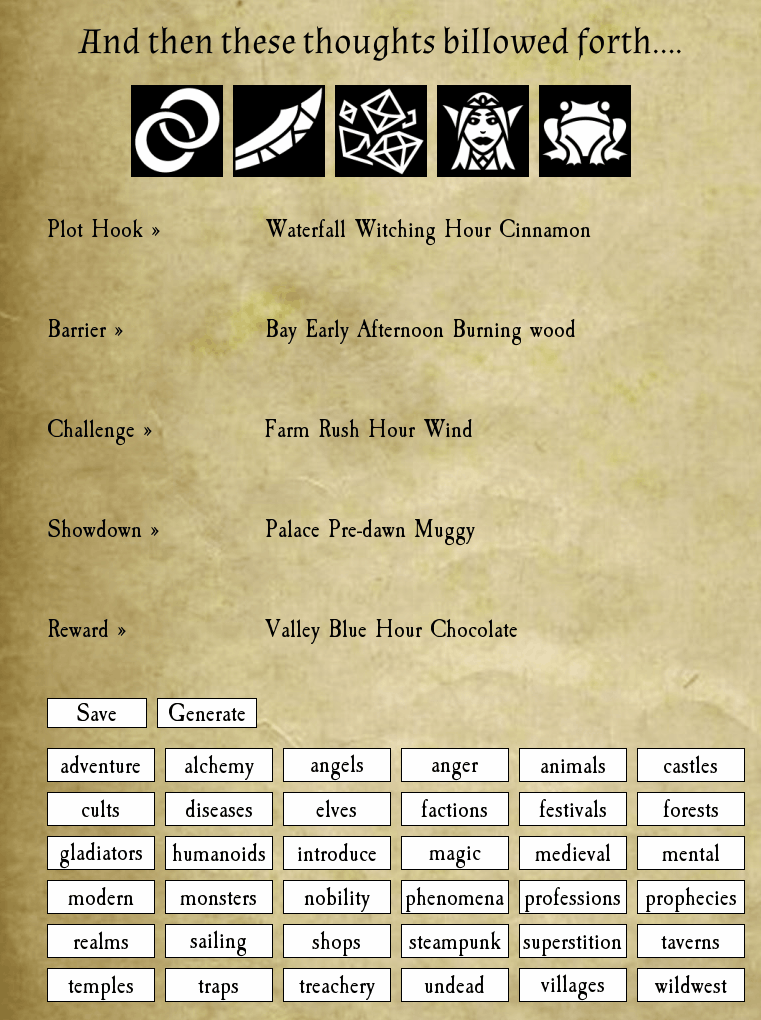 And then these thoughts billowed forth....
Plot Hook » Waterfall Witching Hour Cinnamon
Barrier » Bay Early Afternoon Burning wood
Challenge » Farm Rush Hour Wind
Showdown » Palace Pre-dawn Muggy
Reward » Valley Blue Hour Chocolate
Save Generate
adventure alchemy angels anger animals castles
cults diseases elves factions festivals forests
gladiators humanoids introduce magic medieval mental
modern monsters nobility phenomena professions prophecies
realms sailing shops steampunk superstition taverns
temples traps treachery undead villages wildwest